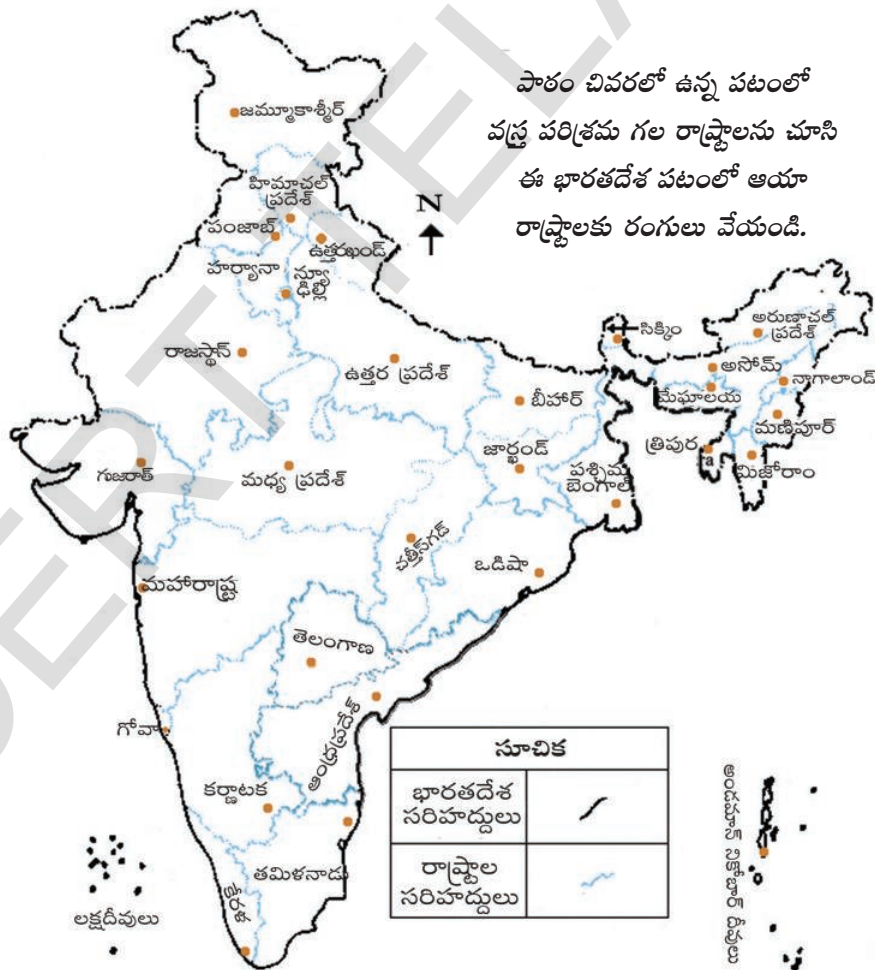 పాఠం చివరలో ఉన్న పటంలో
వస్త్ర పరిశ్రమ గల రాష్ట్రాలను చూసి
ఈ భారతదేశ పటంలో ఆయా
రాష్ట్రాలకు రంగులు వేయండి.
N
జమ్మూకాశ్మీర్
హిమాచల్
ప్రదేశ్
పంజాబ్
ఉత్తరఖండ్
హర్యానా
న్యూ
ఢిల్లీ
రాజస్థాన్
ఉత్తర ప్రదేశ్
సిక్కిం
అరుణాచల్
ప్రదేశ్
అసోమ్
నాగాలాండ్
మేఘాలయ
బీహార్
మణిపూర్
త్రిపుర
a
మిజోరాం
గుజరాత్
మధ్య ప్రదేశ్
జార్ఖండ్
పశ్చిమ
బెంగాల్
ఛత్తీస్‌గడ్
ఒడిషా
మహారాష్ట్ర
తెలంగాణ
గోవా
ఆంధ్రప్రదేశ్
కర్ణాటక
తమిళనాడు
కేరళ
లక్షదీవులు
సూచిక
భారతదేశ
సరిహద్దులు
రాష్ట్రాల
సరిహద్దులు
అండమాన్ నికోబార్ దీవులు